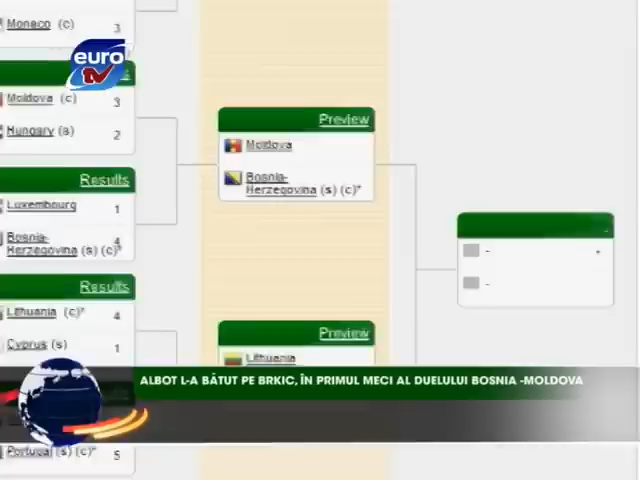 Monaco (c) 3
euro
tv
s
Moldova (c) 3
Hungary (s) 2
Results
Luxembourg 1
Bosnia-
Herzegovina (s) (c)* 4
Results
Lithuania (c)* 4
Cyprus (s) 1
Portugal (s) (c)* 5
Preview
Moldova
Bosnia-
Herzegovina (s) (c)*
Preview
Lithuania
-
-
ALBOT L-A BĂTUT PE BRKIC, ÎN PRIMUL MECI AL DUELULUI BOSNIA -MOLDOVA